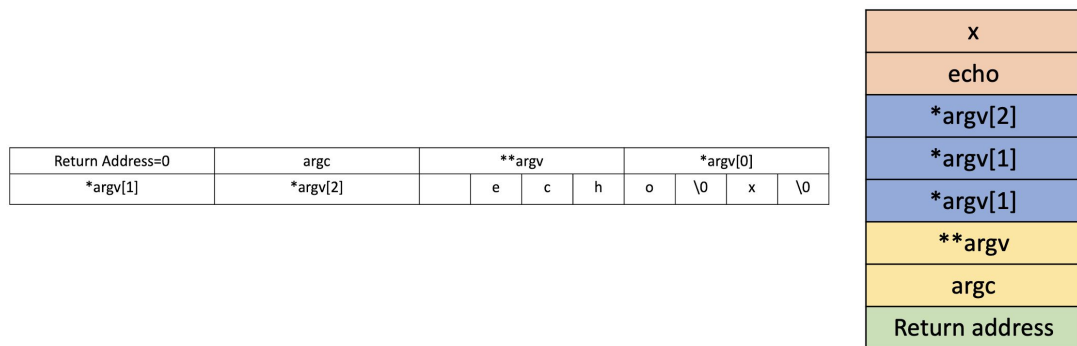 Return Address=0 argc **argv *argv[0]
*argv[1] *argv[2] e c h o \0 x \0
x
echo
*argv[2]
*argv[1]
*argv[1]
**argv
argc
Return address